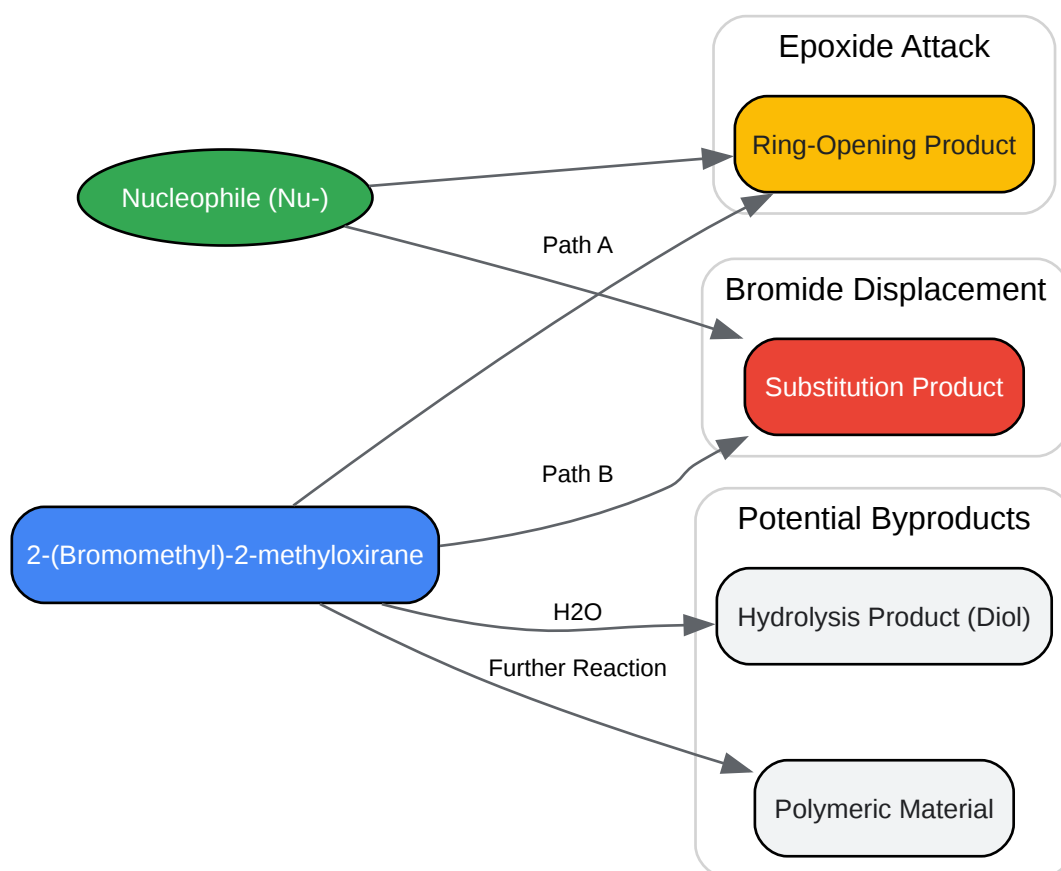 Epoxide Attack
Ring-Opening Product
Nucleophile (Nu-)
Path A
Bromide Displacement
Substitution Product
Path B
2-(Bromomethyl)-2-methyloxirane
Potential Byproducts
H2O
Hydrolysis Product (Diol)
Further Reaction
Polymeric Material